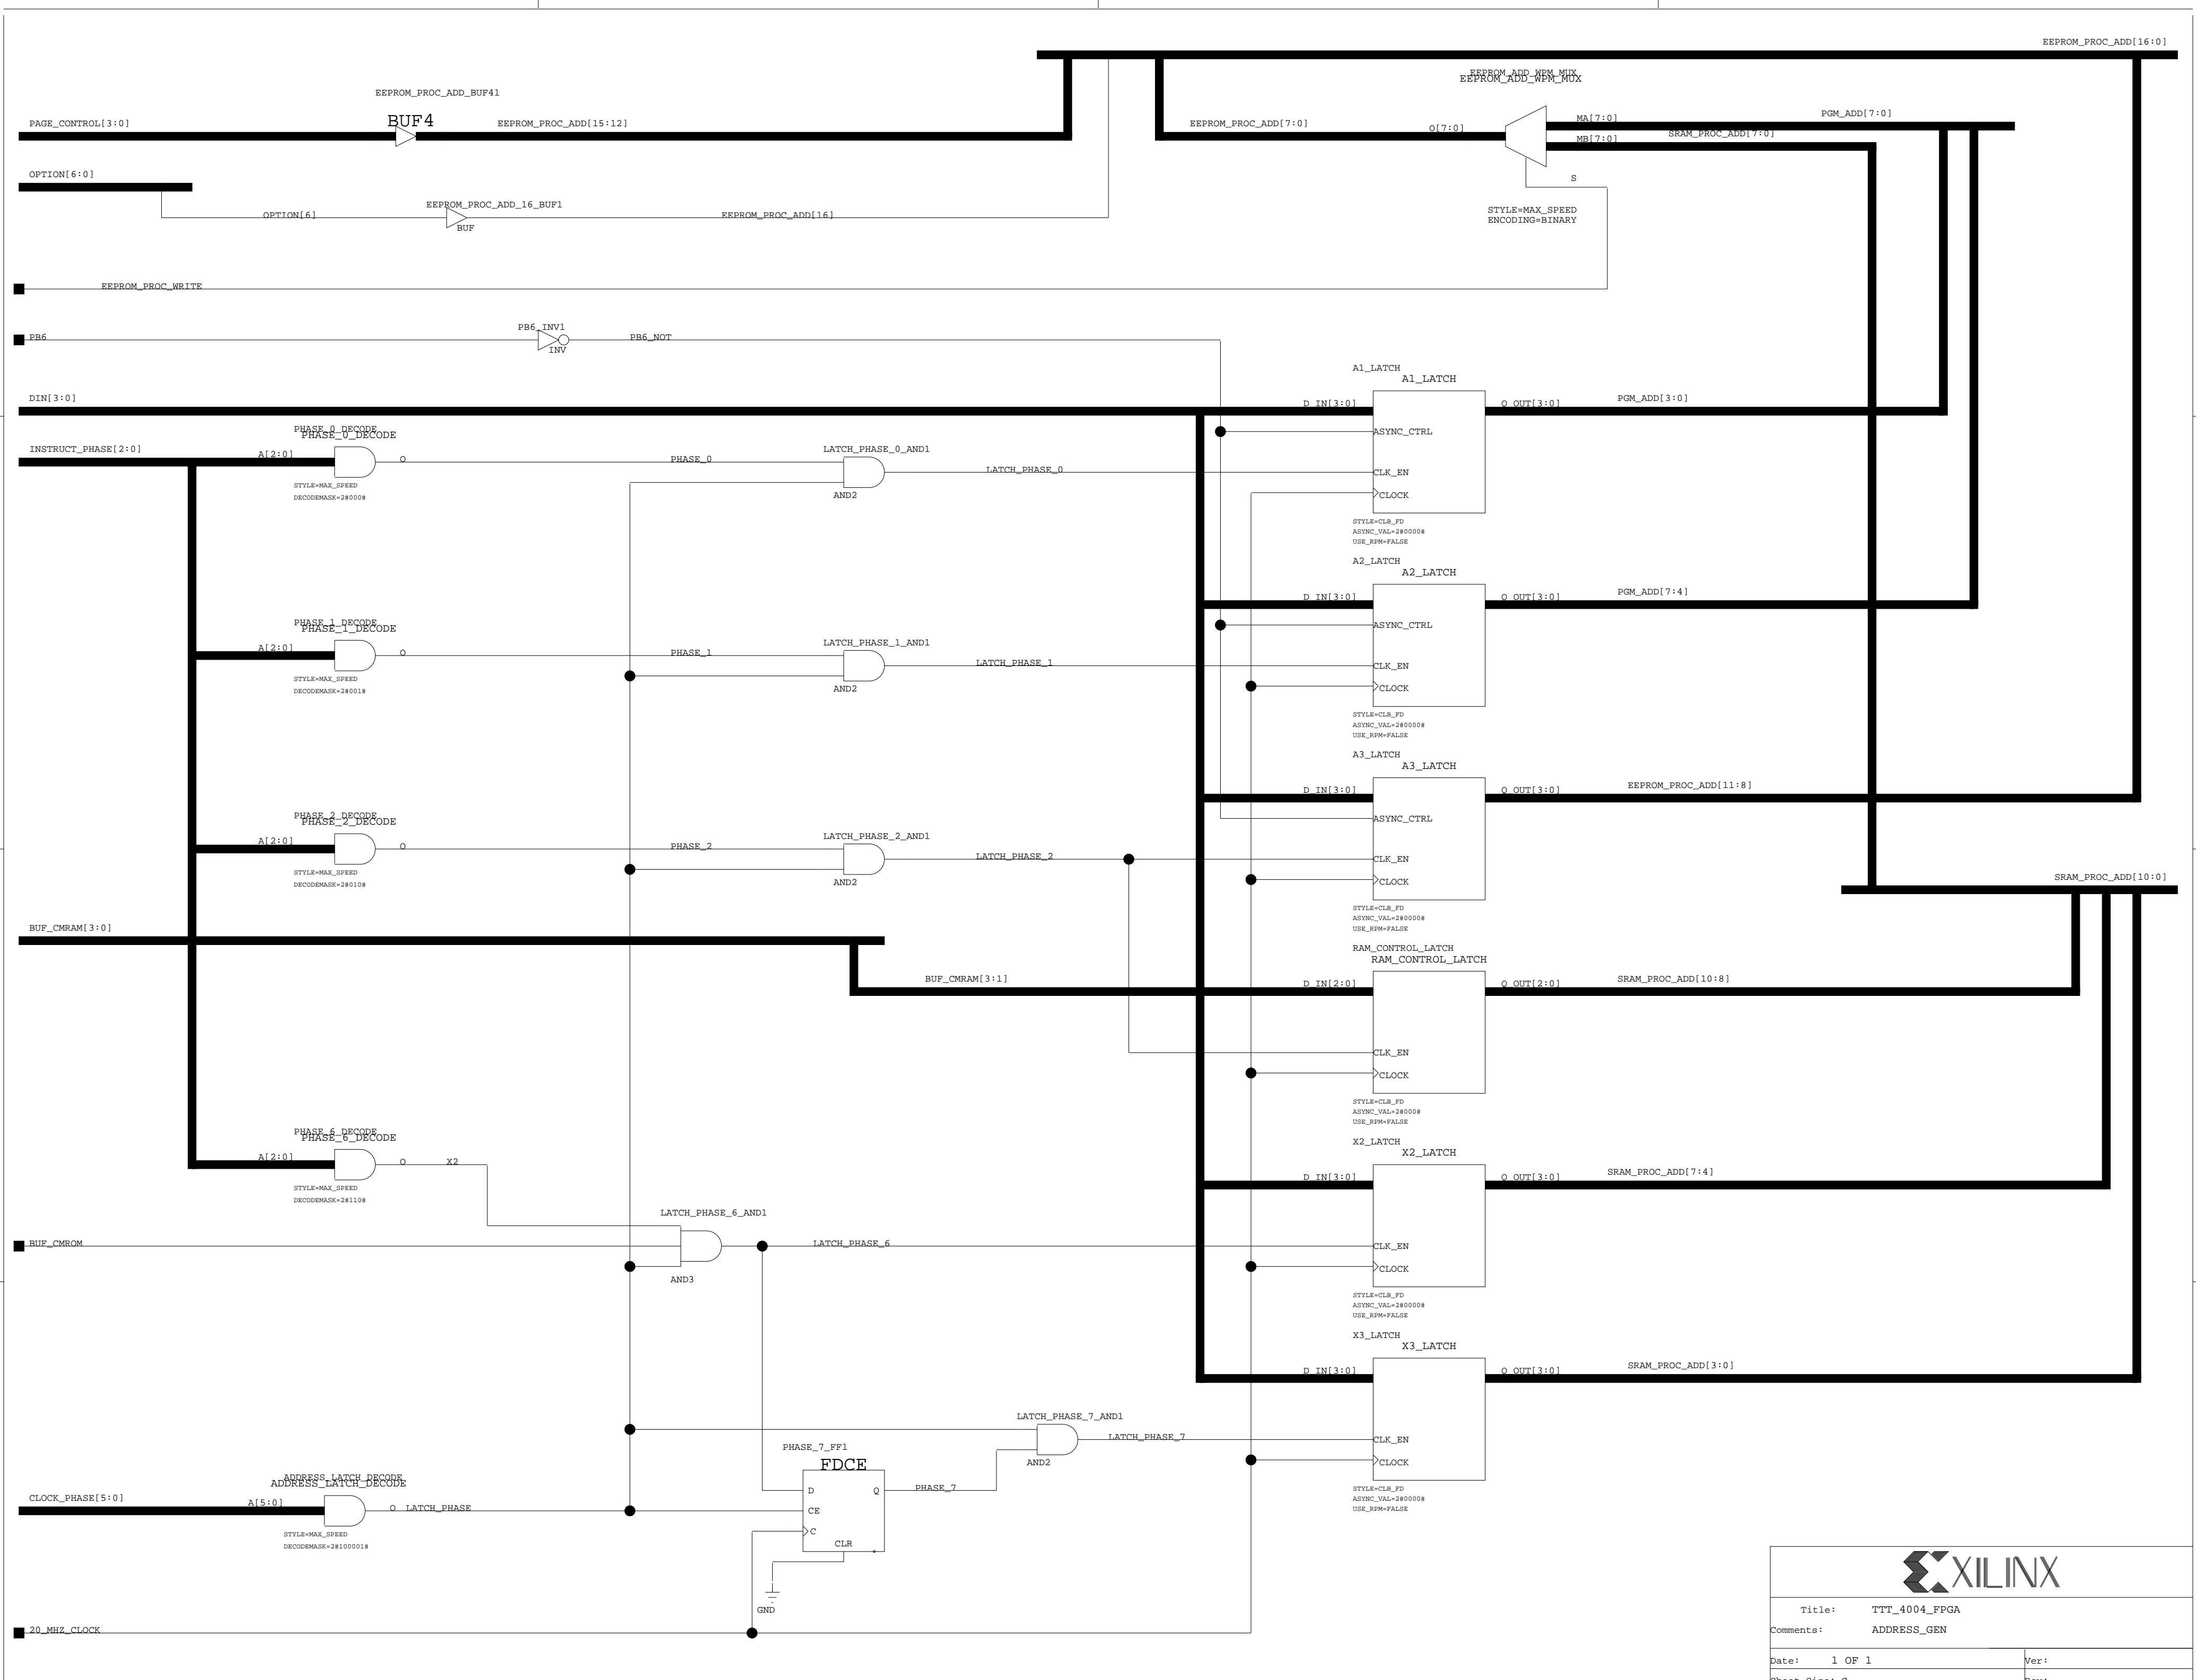 EEPROM_PROC_ADD[16:0]
EEPROM_ADD_WPM_MUX
EEPROM_ADD_WPM_MUX
EEPROM_PROC_ADD_BUF41
BUF4
PAGE_CONTROL[3:0]
EEPROM_PROC_ADD[15:12]
EEPROM_PROC_ADD[7:0]
O[7:0]
MA[7:0]
PGM_ADD[7:0]
MB[7:0]
SRAM_PROC_ADD[7:0]
S
STYLE=MAX_SPEED
ENCODING=BINARY
OPTION[6:0]
OPTION[6]
EEPROM_PROC_ADD_16_BUF1
BUF
EEPROM_PROC_ADD[16]
EEPROM_PROC_WRITE
PB6
PB6_INV1
INV
PB6_NOT
A1_LATCH
A1_LATCH
DIN[3:0]
D_IN[3:0]
Q_OUT[3:0]
PGM_ADD[3:0]
ASYNC_CTRL
CLK_EN
CLOCK
STYLE=CLB_FD
ASYNC_VAL=2#0000#
USE_RPM=FALSE
INSTRUCT_PHASE[2:0]
PHASE_0_DECODE
PHASE_0_DECODE
A[2:0]
O
STYLE=MAX_SPEED
DECODEMASK=2#000#
PHASE_0
LATCH_PHASE_0_AND1
AND2
LATCH_PHASE_0
A2_LATCH
A2_LATCH
D_IN[3:0]
Q_OUT[3:0]
PGM_ADD[7:4]
ASYNC_CTRL
CLK_EN
CLOCK
STYLE=CLB_FD
ASYNC_VAL=2#0000#
USE_RPM=FALSE
PHASE_1_DECODE
PHASE_1_DECODE
A[2:0]
O
STYLE=MAX_SPEED
DECODEMASK=2#001#
PHASE_1
LATCH_PHASE_1_AND1
AND2
LATCH_PHASE_1
A3_LATCH
A3_LATCH
D_IN[3:0]
Q_OUT[3:0]
EEPROM_PROC_ADD[11:8]
ASYNC_CTRL
CLK_EN
CLOCK
STYLE=CLB_FD
ASYNC_VAL=2#0000#
USE_RPM=FALSE
PHASE_2_DECODE
PHASE_2_DECODE
A[2:0]
O
STYLE=MAX_SPEED
DECODEMASK=2#010#
PHASE_2
LATCH_PHASE_2_AND1
AND2
LATCH_PHASE_2
SRAM_PROC_ADD[10:0]
BUF_CMRAM[3:0]
BUF_CMRAM[3:1]
RAM_CONTROL_LATCH
RAM_CONTROL_LATCH
D_IN[2:0]
Q_OUT[2:0]
SRAM_PROC_ADD[10:8]
CLK_EN
CLOCK
STYLE=CLB_FD
ASYNC_VAL=2#000#
USE_RPM=FALSE
PHASE_6_DECODE
PHASE_6_DECODE
A[2:0]
O
X2
STYLE=MAX_SPEED
DECODEMASK=2#110#
X2_LATCH
X2_LATCH
D_IN[3:0]
Q_OUT[3:0]
SRAM_PROC_ADD[7:4]
CLK_EN
CLOCK
STYLE=CLB_FD
ASYNC_VAL=2#0000#
USE_RPM=FALSE
BUF_CMROM
LATCH_PHASE_6_AND1
AND3
LATCH_PHASE_6
X3_LATCH
X3_LATCH
D_IN[3:0]
Q_OUT[3:0]
SRAM_PROC_ADD[3:0]
CLK_EN
CLOCK
STYLE=CLB_FD
ASYNC_VAL=2#0000#
USE_RPM=FALSE
LATCH_PHASE_7_AND1
AND2
LATCH_PHASE_7
PHASE_7_FF1
FDCE
D
Q
CE
C
CLR
PHASE_7
GND
CLOCK_PHASE[5:0]
ADDRESS_LATCH_DECODE
ADDRESS_LATCH_DECODE
A[5:0]
O
LATCH_PHASE
STYLE=MAX_SPEED
DECODEMASK=2#100001#
20_MHZ_CLOCK
XILINX
Title: TTT_4004_FPGA
Comments: ADDRESS_GEN
Date: 1 OF 1
Ver: